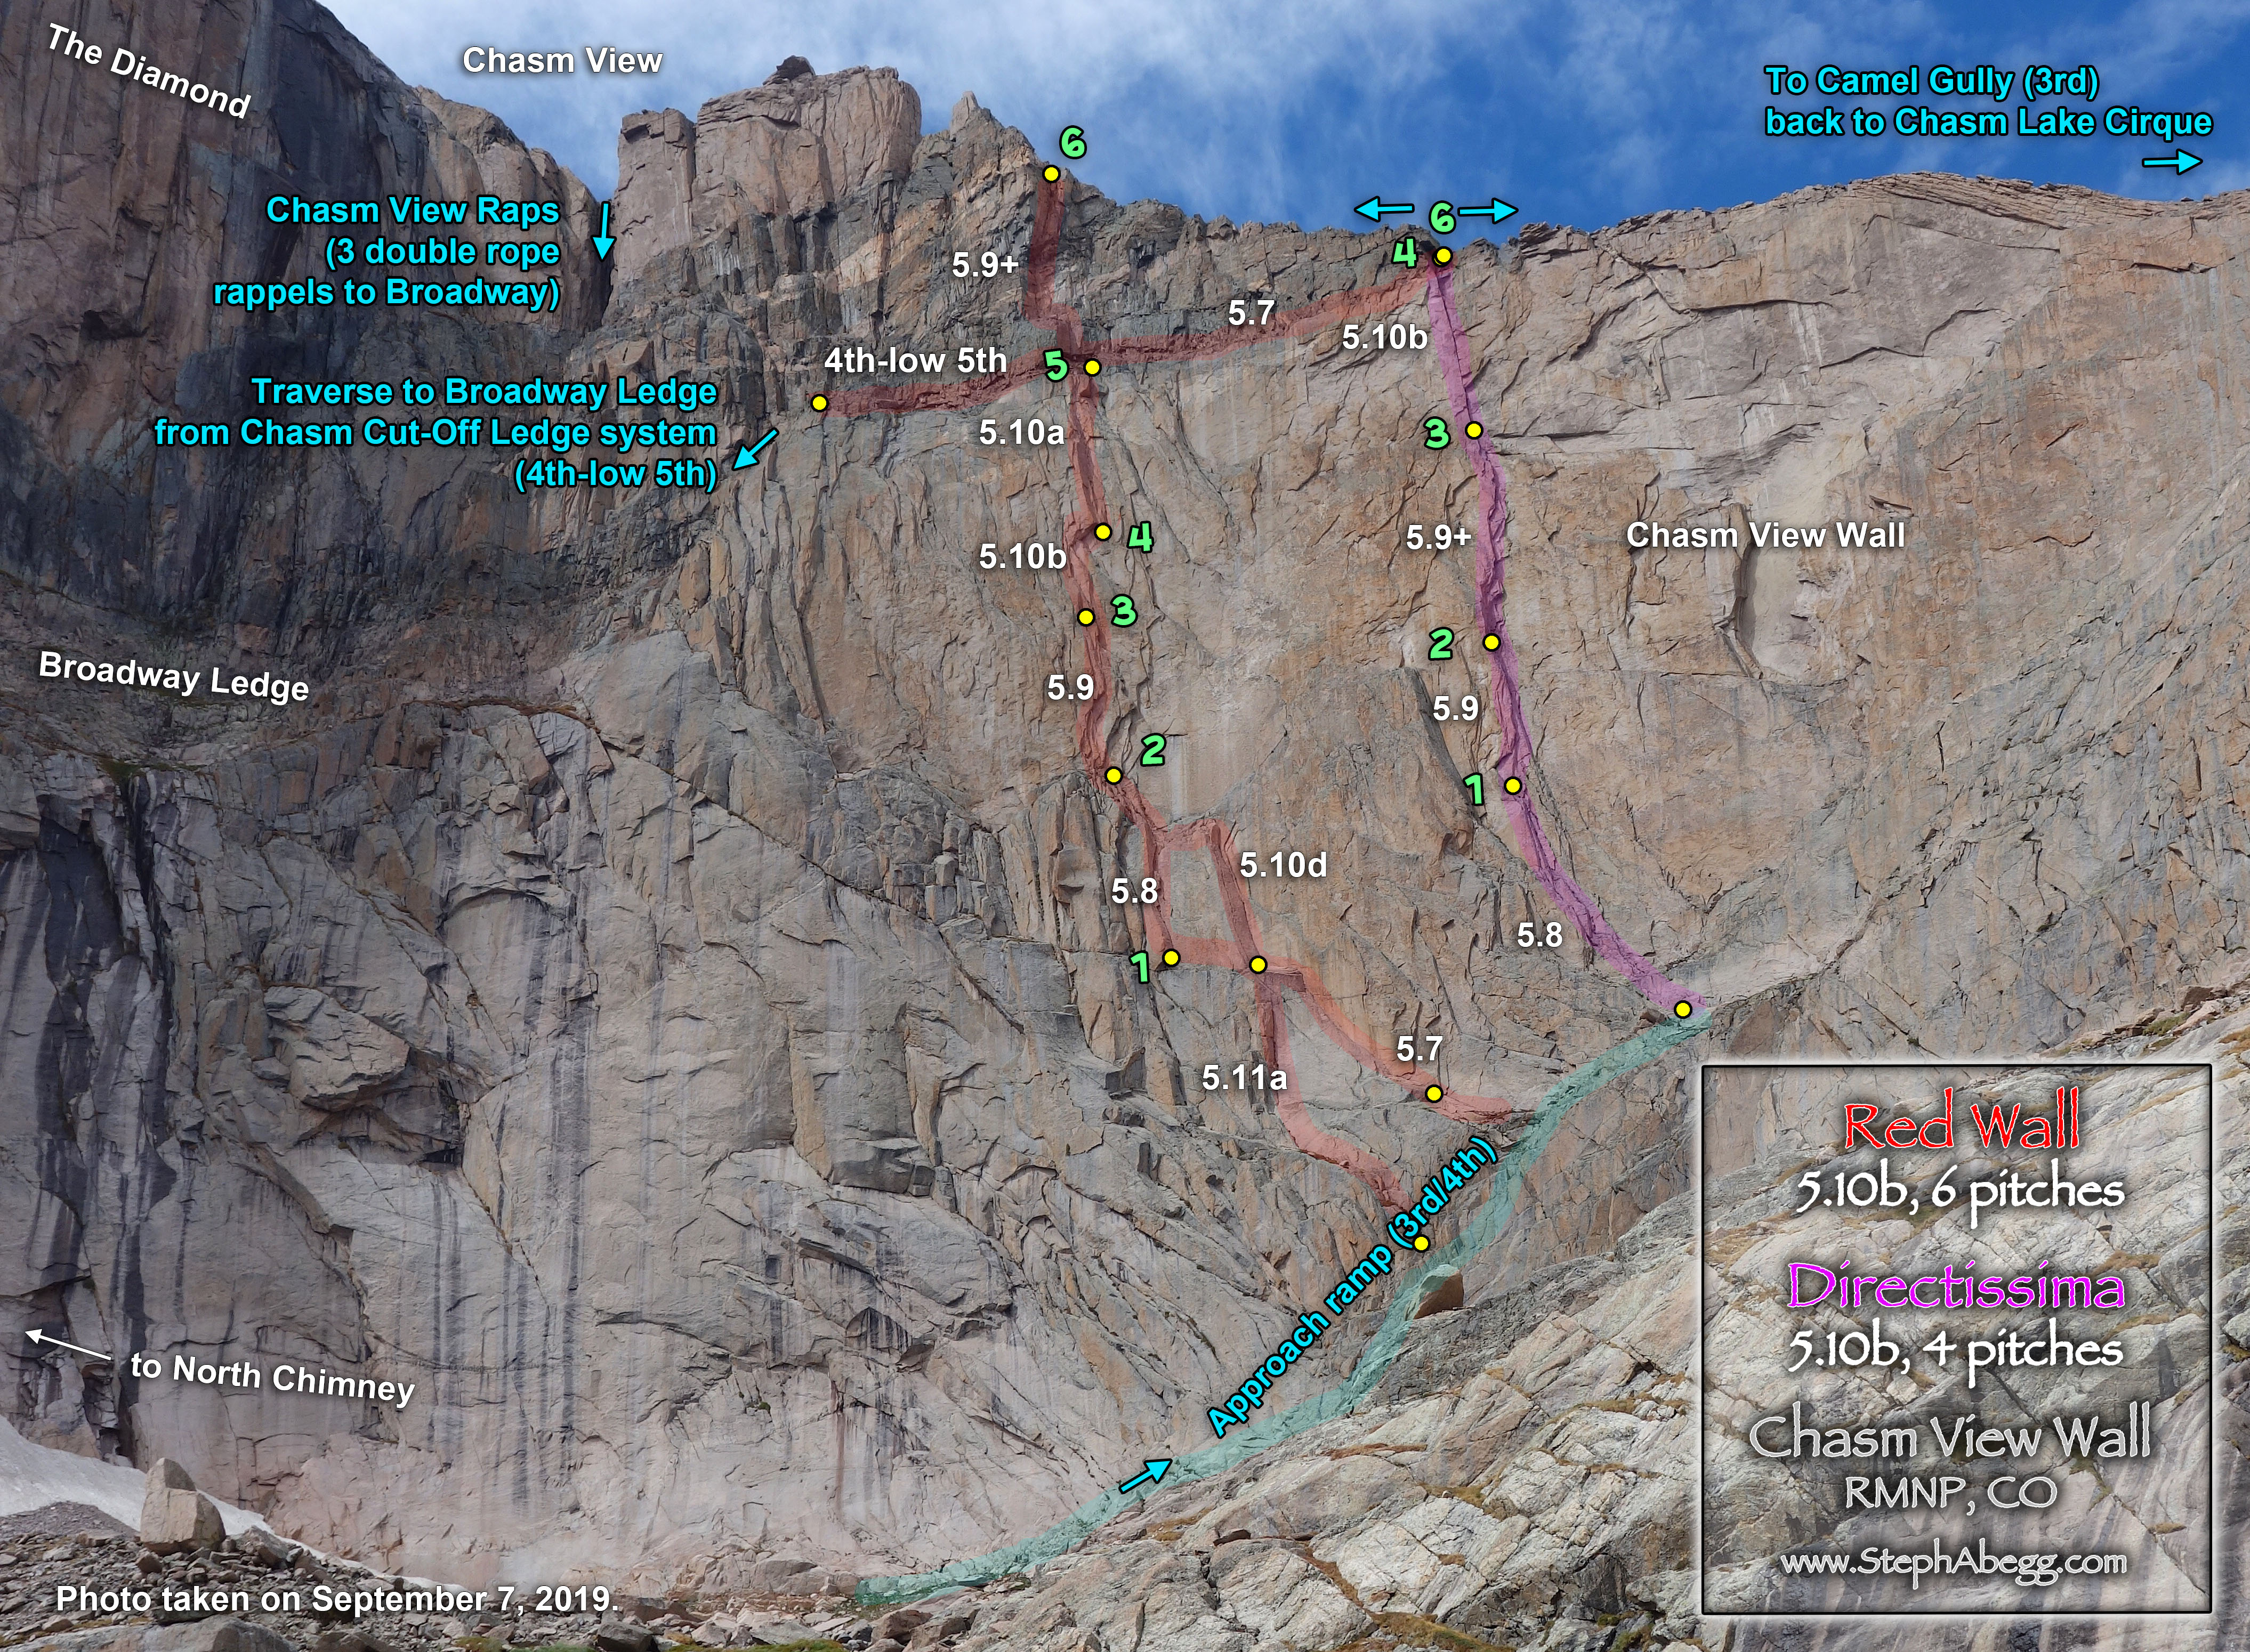 The Diamond
Chasm View
To Camel Gully (3rd)
back to Chasm Lake Cirque
6
Chasm View Raps
(3 double rope
rappels to Broadway)
6
4
5.9+
5.7
5.10b
4th-low 5th
5
Traverse to Broadway Ledge
from Chasm Cut-Off Ledge system
(4th-low 5th)
5.10a
3
4
5.10b
5.9+
Chasm View Wall
3
2
Broadway Ledge
5.9
5.9
2
1
5.10d
5.8
5.8
1
5.7
5.11a
Approach ramp (3rd/4th)
to North Chimney
Red Wall
5.10b, 6 pitches
Directissima
5.10b, 4 pitches
Chasm View Wall
RMNP, CO
www.StephAbegg.com
Photo taken on September 7, 2019.